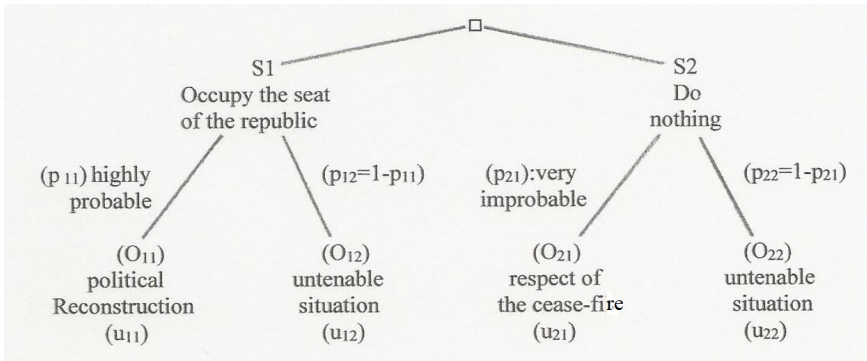 S1
Occupy the seat
of the republic
S2
Do
nothing
(p 11) highly
probable
(p12=1-p11)
(p21):very
improbable
(p22=1-p21)
(O11)
political
Reconstruction
(u11)
(O12)
untenable
situation
(u12)
(O21)
respect of
the cease-fire
(u21)
(O22)
untenable
situation
(u22)